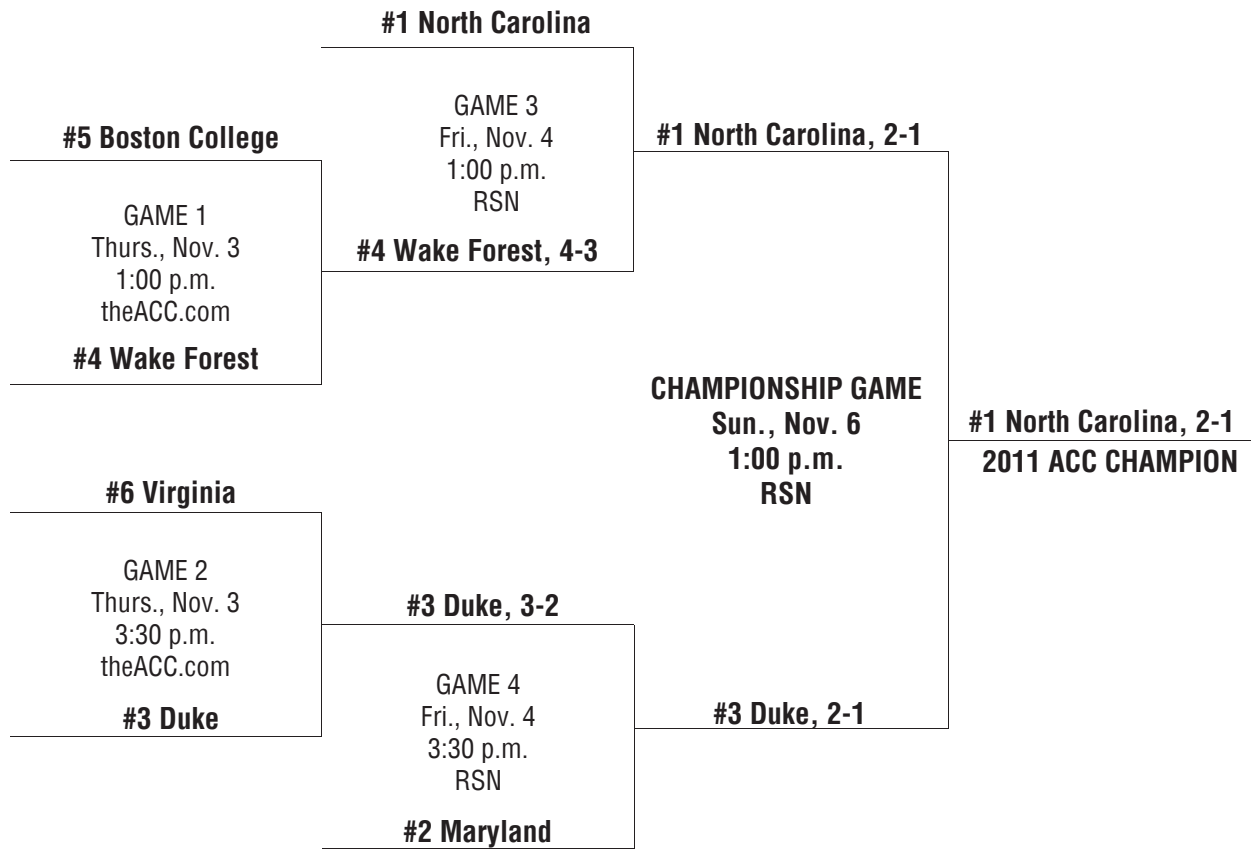 #1 North Carolina
GAME 3
Fri., Nov. 4
1:00 p.m.
RSN
#5 Boston College
#1 North Carolina, 2-1
GAME 1
Thurs., Nov. 3
1:00 p.m.
theACC.com
#4 Wake Forest, 4-3
#4 Wake Forest
CHAMPIONSHIP GAME
Sun., Nov. 6
1:00 p.m.
RSN
#1 North Carolina, 2-1
2011 ACC CHAMPION
#6 Virginia
GAME 2
Thurs., Nov. 3
3:30 p.m.
theACC.com
#3 Duke, 3-2
#3 Duke
GAME 4
Fri., Nov. 4
3:30 p.m.
RSN
#3 Duke, 2-1
#2 Maryland